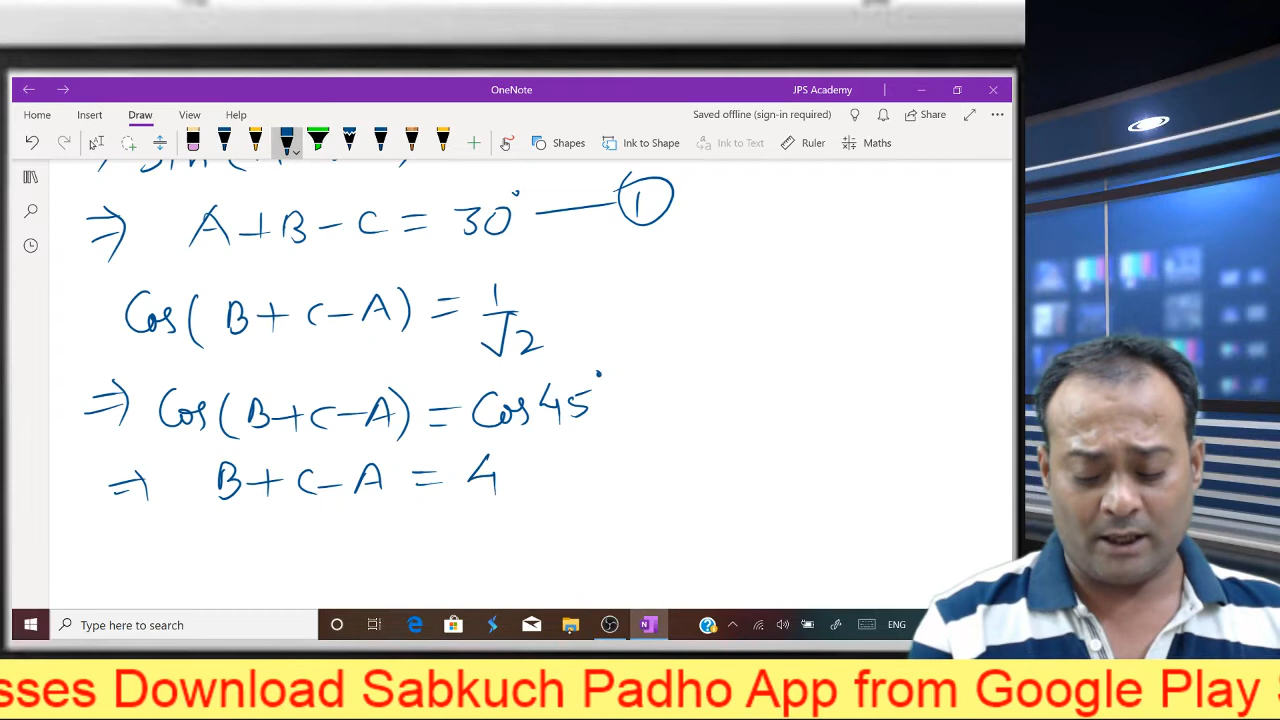 OneNote
JPS Academy
Home Insert Draw View Help
Saved offline (sign-in required) Share
Shapes Ink to Shape Ink to Text Ruler Maths
⇒ A+B-C = 30° — ①
Cos(B+C-A) = 1/√2
⇒ Cos(B+C-A) = Cos 45°
⇒ B+C-A = 4
Type here to search
ENG
sses Download Sabkuch Padho App from Google Play S